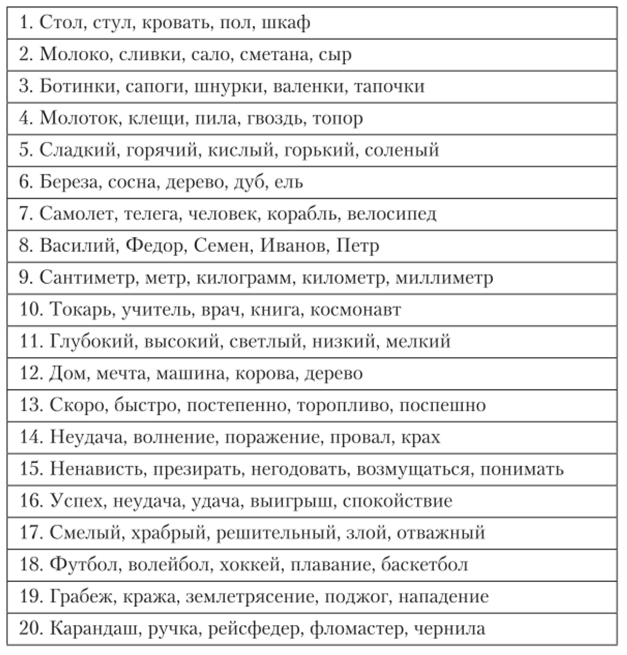 1. Стол, стул, кровать, пол, шкаф
2. Молоко, сливки, сало, сметана, сыр
3. Ботинки, сапоги, шнурки, валенки, тапочки
4. Молоток, клещи, пила, гвоздь, топор
5. Сладкий, горячий, кислый, горький, соленый
6. Береза, сосна, дерево, дуб, ель
7. Самолет, телега, человек, корабль, велосипед
8. Василий, Федор, Семен, Иванов, Петр
9. Сантиметр, метр, килограмм, километр, миллиметр
10. Токарь, учитель, врач, книга, космонавт
11. Глубокий, высокий, светлый, низкий, мелкий
12. Дом, мечта, машина, корова, дерево
13. Скоро, быстро, постепенно, торопливо, поспешно
14. Неудача, волнение, поражение, провал, крах
15. Ненависть, презирать, негодовать, возмущаться, понимать
16. Успех, неудача, удача, выигрыш, спокойствие
17. Смелый, храбрый, решительный, злой, отважный
18. Футбол, волейбол, хоккей, плавание, баскетбол
19. Грабеж, кража, землетрясение, поджог, нападение
20. Карандаш, ручка, рейсфедер, фломастер, чернила